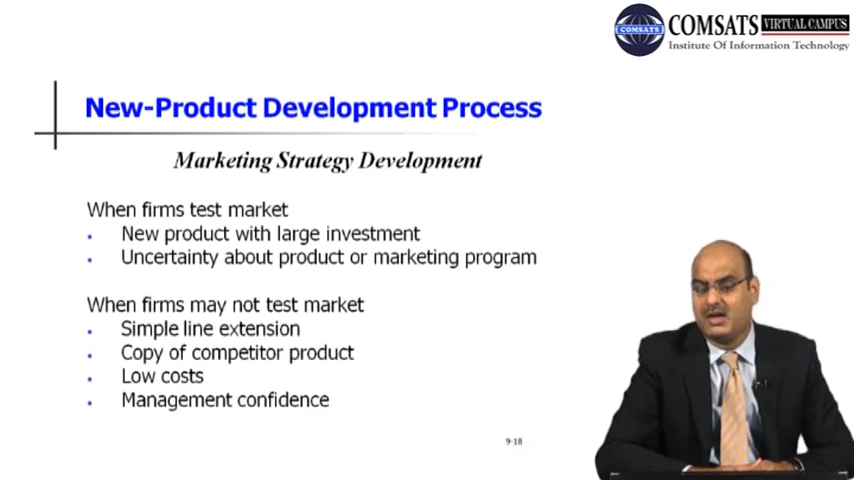 COMSATS
COMSATS VIRTUAL CAMPUS
Institute Of Information Technology
New-Product Development Process
Marketing Strategy Development
When firms test market
• New product with large investment
• Uncertainty about product or marketing program
When firms may not test market
• Simple line extension
• Copy of competitor product
• Low costs
• Management confidence
9-18